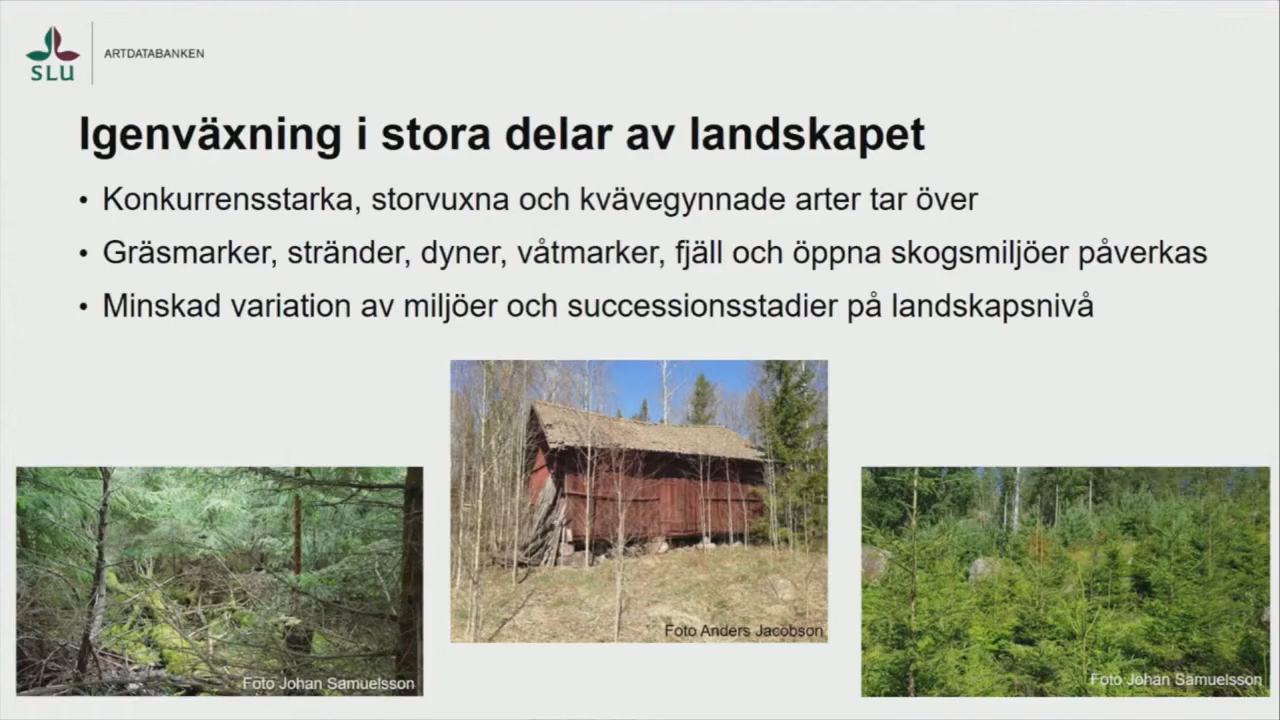 SLU
ARTDATABANKEN
Igenväxning i stora delar av landskapet
• Konkurrensstarka, storvuxna och kvävegynnade arter tar över
• Gräsmarker, stränder, dyner, våtmarker, fjäll och öppna skogsmiljöer påverkas
• Minskad variation av miljöer och successionsstadier på landskapsnivå
Foto Johan Samuelsson
Foto Anders Jacobson
Foto Johan Samuelsson